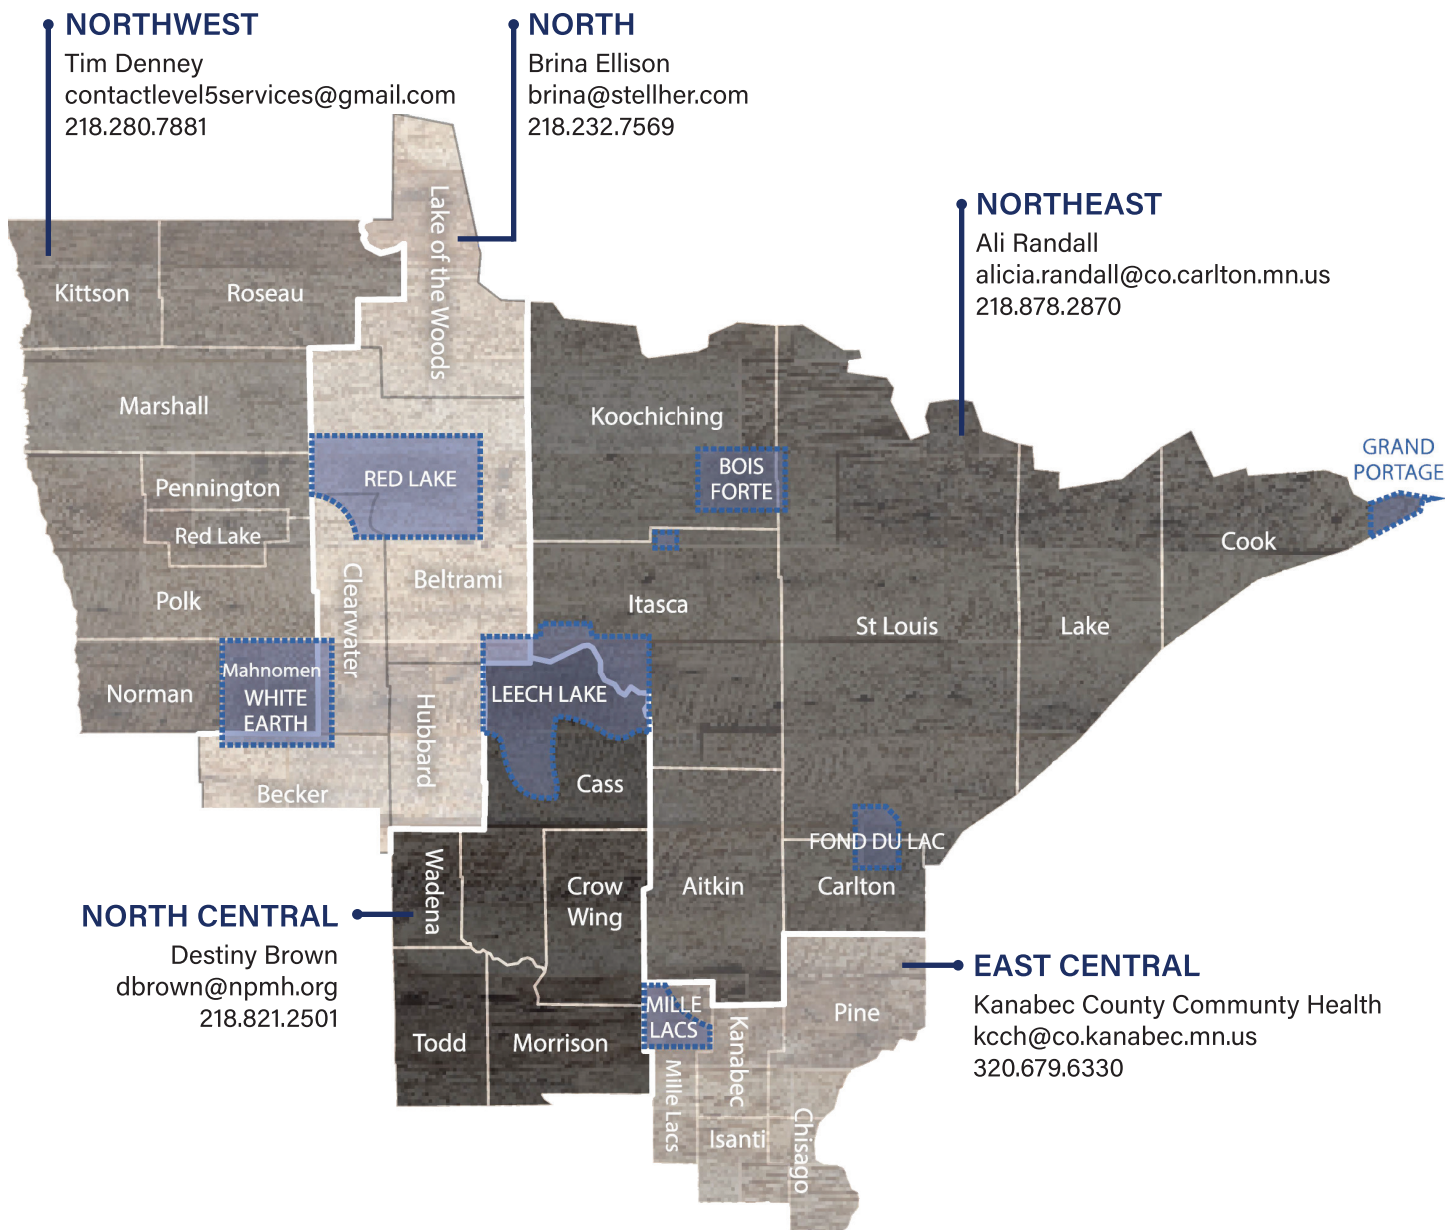 NORTHWEST
Tim Denney
contactlevel5services@gmail.com
218.280.7881
NORTH
Brina Ellison
brina@stellher.com
218.232.7569
NORTHEAST
Ali Randall
alicia.randall@co.carlton.mn.us
218.878.2870
Kittson
Roseau
Lake of the Woods
Marshall
Koochiching
Pennington
Red Lake
RED LAKE
BOIS
FORTE
GRAND
PORTAGE
Cook
Polk
Clearwater
Beltrami
Itasca
St Louis
Lake
Norman
Mahnomen
WHITE
EARTH
Hubbard
LEECH LAKE
Becker
Cass
FOND DU LAC
Carlton
Wadena
Crow
Wing
Aitkin
NORTH CENTRAL
Destiny Brown
dbrown@npmh.org
218.821.2501
EAST CENTRAL
Kanabec County Communty Health
kcch@co.kanabec.mn.us
320.679.6330
Todd
Morrison
MILLE
LACS
Mille Lacs
Kanabec
Pine
Isanti
Chisago